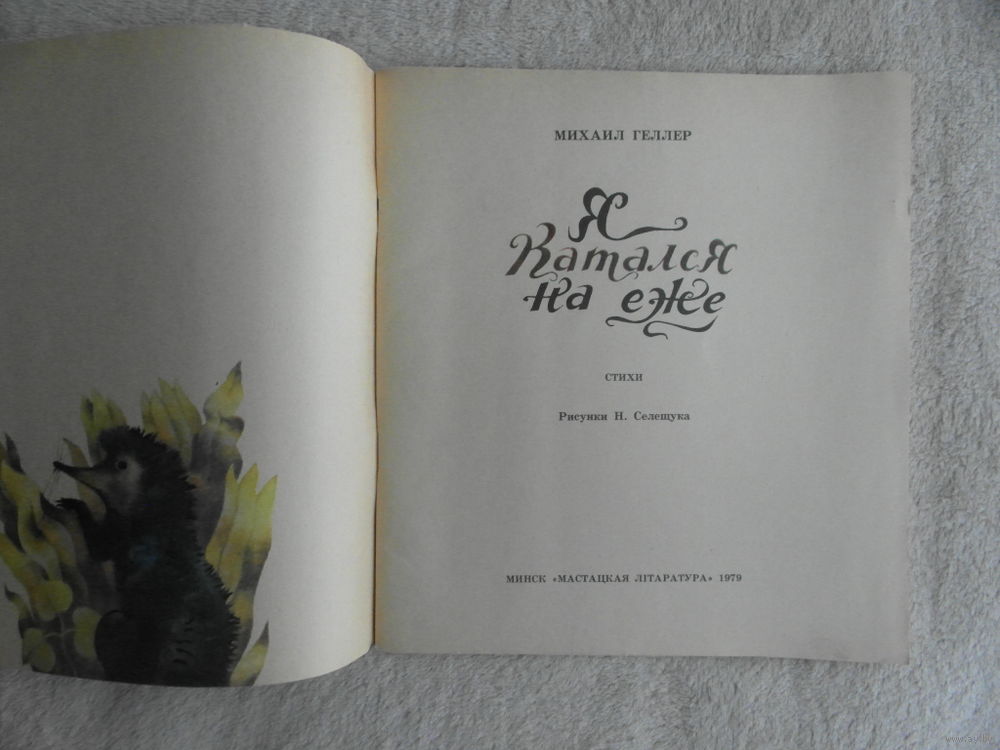 МИХАИЛ ГЕЛЛЕР
Я
Катался
на еже
СТИХИ
Рисунки Н. Селещука
МИНСК «МАСТАЦКАЯ ЛІТАРАТУРА» 1979